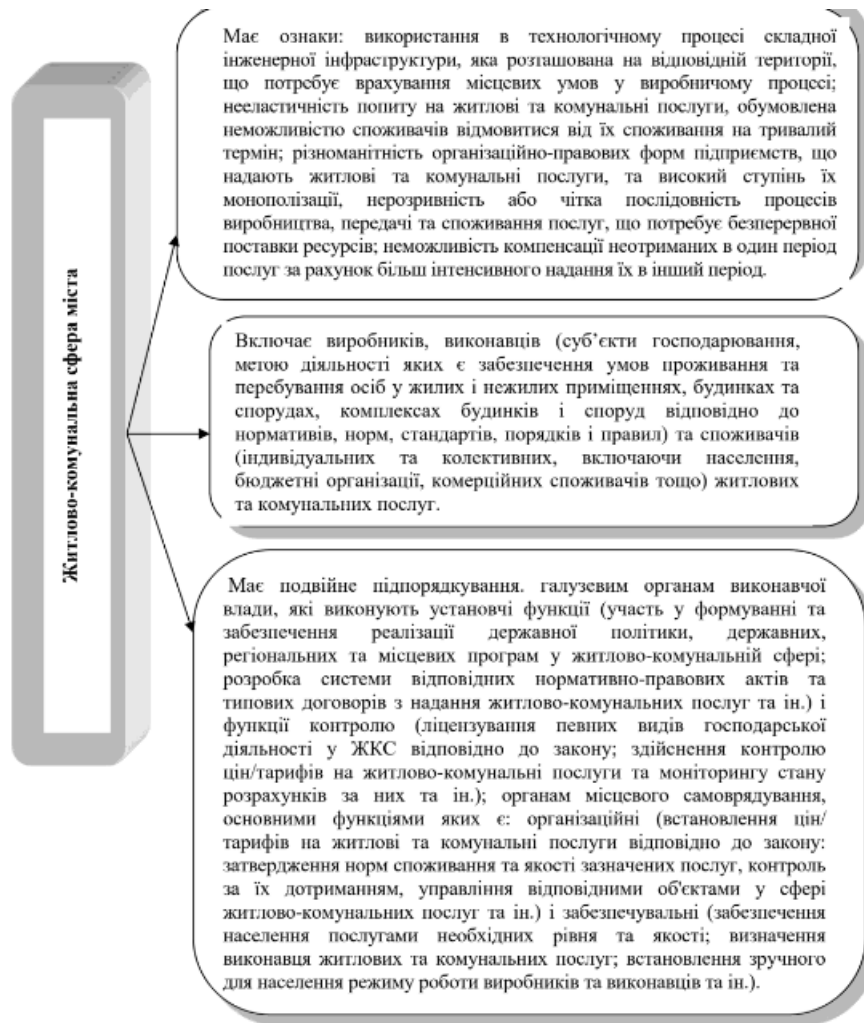 Житлово-комунальна сфера міста
Має ознаки: використання в технологічному процесі складної
інженерної інфраструктури, яка розташована на відповідній території,
що потребує врахування місцевих умов у виробничому процесі;
нееластичність попиту на житлові та комунальні послуги, обумовлена
неможливістю споживачів відмовитися від їх споживання на тривалий
термін; різноманітність організаційно-правових форм підприємств, що
надають житлові та комунальні послуги, та високий ступінь їх
монополізації, нерозривність або чітка послідовність процесів
виробництва, передачі та споживання послуг, що потребує безперервної
поставки ресурсів; неможливість компенсації неотриманих в один період
послуг за рахунок більш інтенсивного надання їх в інший період.
Включає виробників, виконавців (суб’єкти господарювання,
метою діяльності яких є забезпечення умов проживання та
перебування осіб у жилих і нежилих приміщеннях, будинках та
спорудах, комплексах будинків і споруд відповідно до
нормативів, норм, стандартів, порядків і правил) та споживачів
(індивідуальних та колективних, включаючи населення,
бюджетні організації, комерційних споживачів тощо) житлових
та комунальних послуг.
Має подвійне підпорядкування. галузевим органам виконавчої
влади, які виконують установчі функції (участь у формуванні та
забезпечення реалізації державної політики, державних,
регіональних та місцевих програм у житлово-комунальній сфері;
розробка системи відповідних нормативно-правових актів та
типових договорів з надання житлово-комунальних послуг та ін.) і
функції контролю (ліцензування певних видів господарської
діяльності у ЖКС відповідно до закону; здійснення контролю
цін/тарифів на житлово-комунальні послуги та моніторингу стану
розрахунків за них та ін.); органам місцевого самоврядування,
основними функціями яких є: організаційні (встановлення цін/
тарифів на житлові та комунальні послуги відповідно до закону:
затвердження норм споживання та якості зазначених послуг, контроль
за їх дотриманням, управління відповідними об'єктами у сфері
житлово-комунальних послуг та ін.) і забезпечувальні (забезпечення
населення послугами необхідних рівня та якості; визначення
виконавця житлових та комунальних послуг; встановлення зручного
для населення режиму роботи виробників та виконавців та ін.).